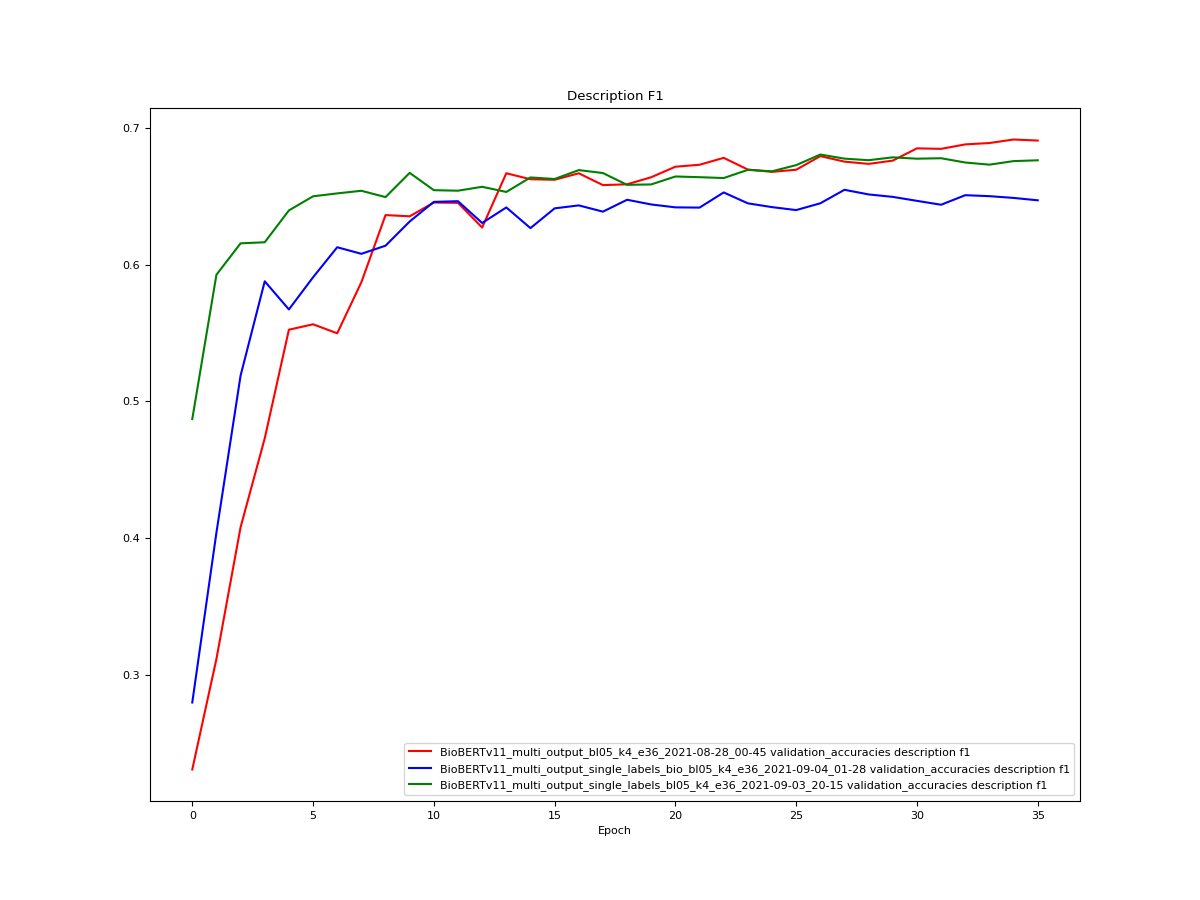 Description F1
0.7
0.6
0.5
0.4
0.3
BioBERTv11_multi_output_bl05_k4_e36_2021-08-28_00-45 validation_accuracies description f1
BioBERTv11_multi_output_single_labels_bio_bl05_k4_e36_2021-09-04_01-28 validation_accuracies description f1
BioBERTv11_multi_output_single_labels_bl05_k4_e36_2021-09-03_20-15 validation_accuracies description f1
0 5 10 15 20 25 30 35
Epoch